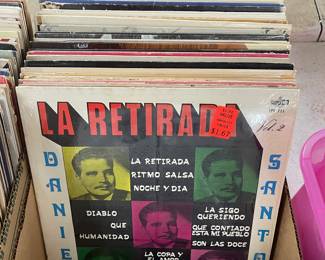 LA RETIRADA
$1.67
Vol. 2
LA RETIRADA
RITMO SALSA
NOCHE Y DIA
DIABLO
QUE
HUMANIDAD
LA SIGO
QUERIENDO
QUE CONFIADO
ESTA MI PUEBLO
SON LAS DOCE
LA COPA Y
EL AMOR
DANIE
SANTO